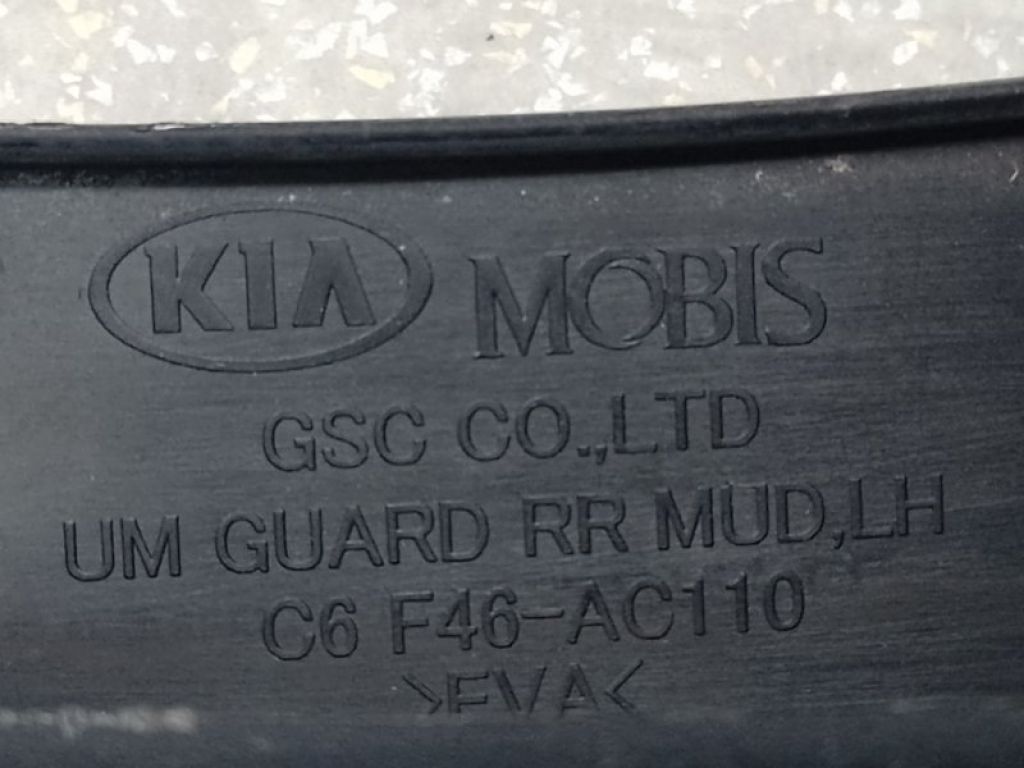 KIA MOBIS
GSC CO.,LTD
UM GUARD RR MUD,LH
C6 F46-AC110
>EVA<